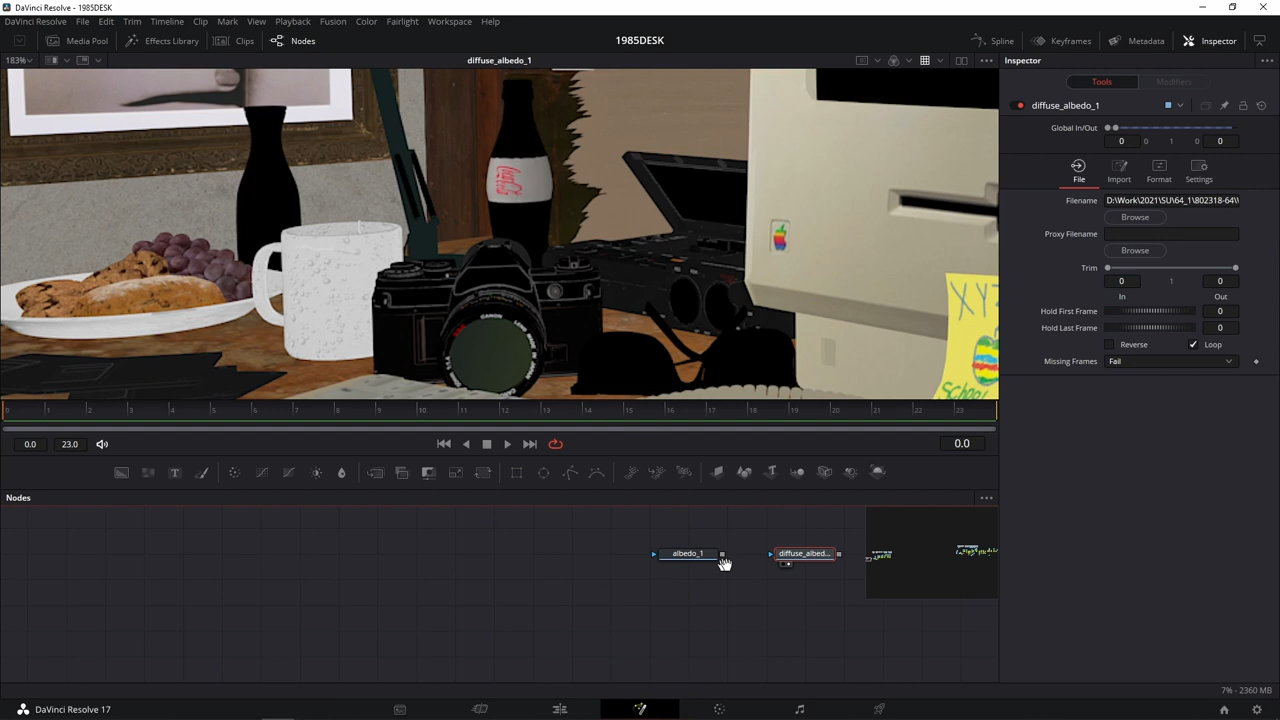 DaVinci Resolve - 1985DESK
DaVinci Resolve File Edit Trim Timeline Clip Mark View Playback Fusion Color Fairlight Workspace Help
Media Pool Effects Library Clips Nodes 1985DESK Spline Keyframes Metadata Inspector
183% diffuse_albedo_1 Inspector
Tools Modifiers
diffuse_albedo_1
Global In/Out
0 0 1 0 0
File Import Format Settings
Filename D:\Work\2021\SU\64_1\802318-64\\
Browse
Proxy Filename
Browse
Trim
0 1 0
In Out
Hold First Frame 0
Hold Last Frame 0
Reverse Loop
Missing Frames Fail
Coca-Cola
CANON
XYZ
School
0 1 2 3 4 5 6 7 8 9 10 11 12 13 14 15 16 17 18 19 20 21 22 23
0.0 23.0 0.0
Nodes
albedo_1 diffuse_albed...
7% - 2360 MB
DaVinci Resolve 17